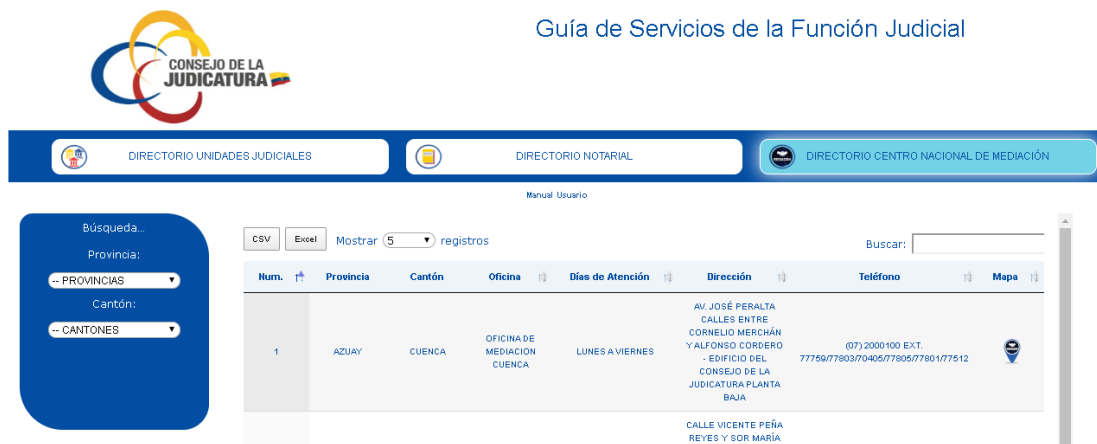 CONSEJO DE LA
JUDICATURA
Guía de Servicios de la Función Judicial
DIRECTORIO UNIDADES JUDICIALES
DIRECTORIO NOTARIAL
DIRECTORIO CENTRO NACIONAL DE MEDIACIÓN
Manual Usuario
Búsqueda...
Provincia:
-- PROVINCIAS
Cantón:
-- CANTONES
CSV
Excel
Mostrar 5 registros
Buscar:
Num. Provincia Cantón Oficina Días de Atención Dirección Teléfono Mapa
1
AZUAY
CUENCA
OFICINA DE
MEDIACION
CUENCA
LUNES A VIERNES
AV. JOSÉ PERALTA
CALLES ENTRE
CORNELIO MERCHÁN
Y ALFONSO CORDERO
- EDIFICIO DEL
CONSEJO DE LA
JUDICATURA PLANTA
BAJA
(07) 2000100 EXT.
77759/77803/70405/77805/77801/77512
CALLE VICENTE PEÑA
REYES Y SOR MARÍA